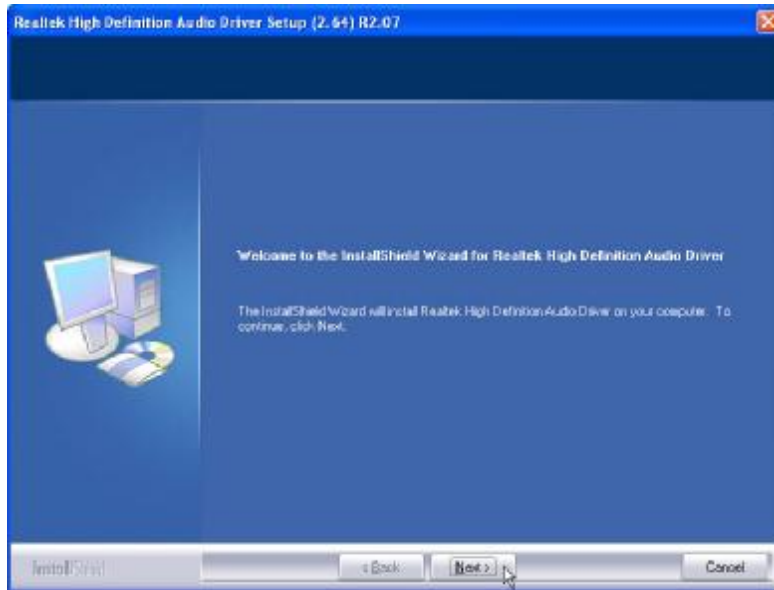 Realtek High Definition Audio Driver Setup (2.64) R2.07
Welcome to the InstallShield Wizard for Realtek High Definition Audio Driver
The InstallShield Wizard will install Realtek High Definition Audio Driver on your computer. To
continue, click Next.
InstallShield
< Back
Next >
Cancel